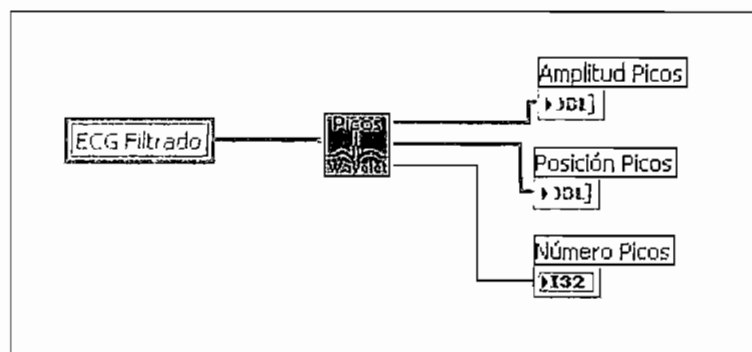 Amplitud Picos
DBL]
ECG Filtrado
Picos
Wavelet
Posición Picos
DBL]
Número Picos
I32